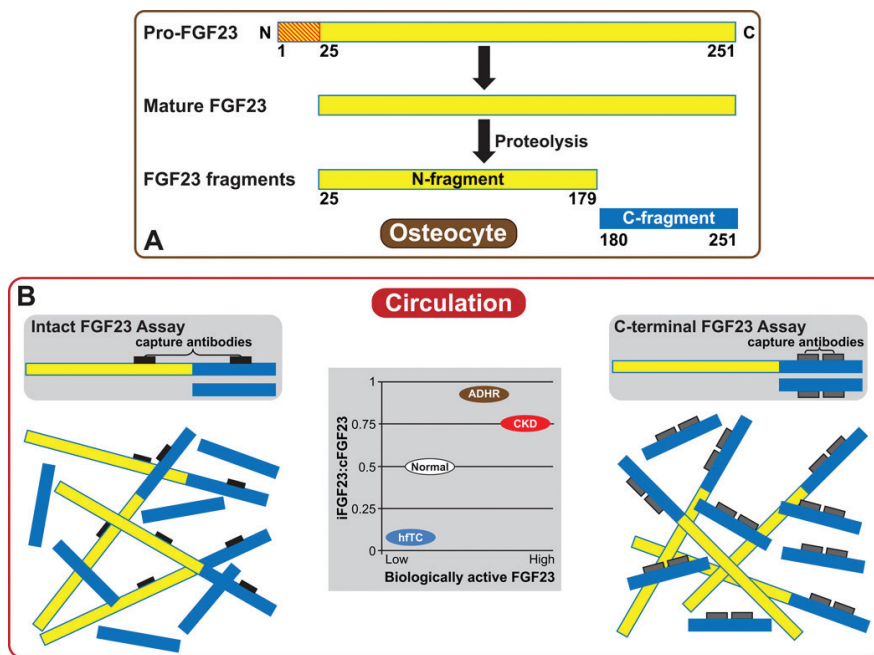 Pro-FGF23 N C
1 25 251
Mature FGF23
Proteolysis
FGF23 fragments N-fragment
25 179
C-fragment
180 251
A Osteocyte
B
Circulation
Intact FGF23 Assay
capture antibodies
C-terminal FGF23 Assay
capture antibodies
iFGF23:cFGF23
1
ADHR
0.75 CKD
0.5 Normal
0.25
hfTC
0
Low High
Biologically active FGF23